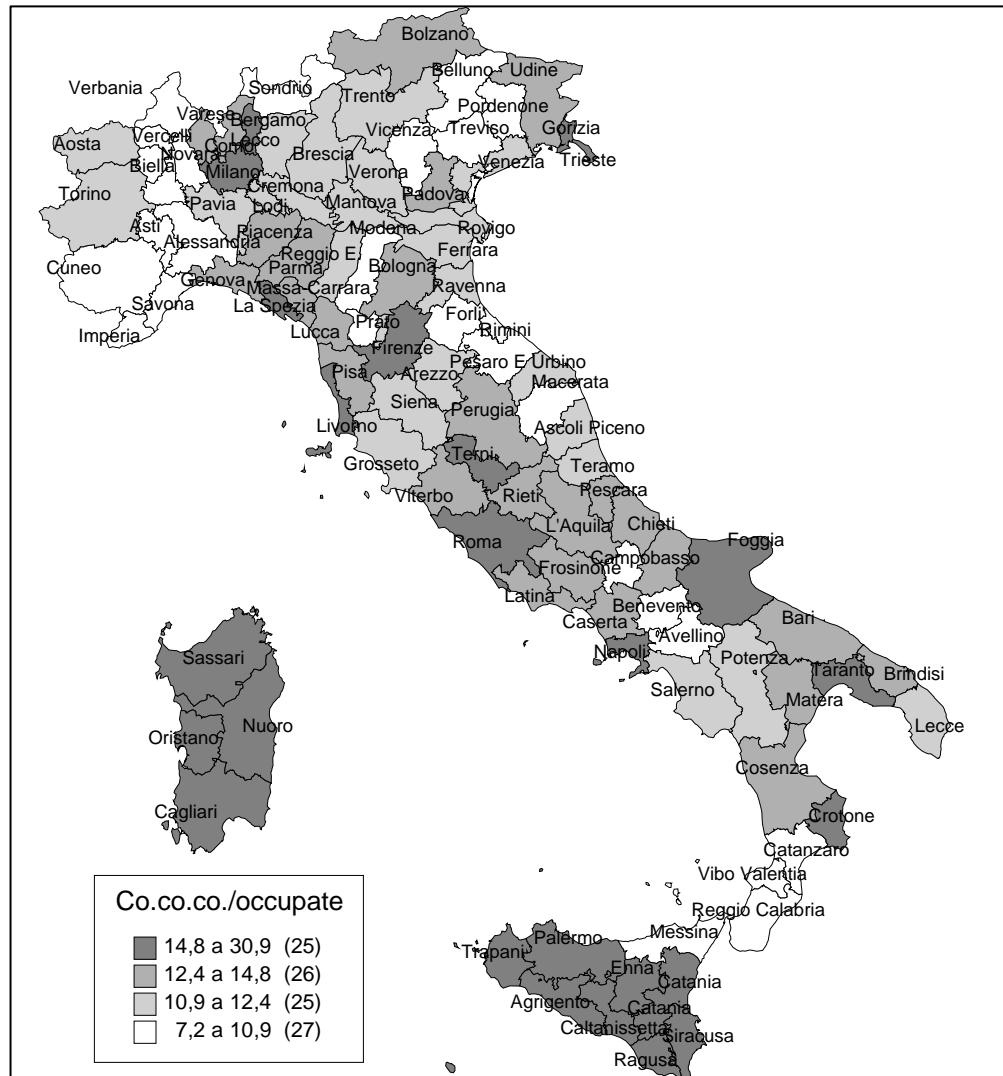 Bolzano
Belluno
Udine
Verbania
Sondrio
Trento
Pordenone
Varese
Bergamo
Vicenza
Treviso
Gorizia
Vercelli
Lecco
Aosta
Como
Novara
Brescia
Venezia
Trieste
Biella
Milano
Verona
Torino
Cremona
Padova
Pavia
Lodi
Mantova
Asti
Piacenza
Modena
Rovigo
Alessandria
Reggio E
Ferrara
Cuneo
Parma
Bologna
Genova
Massa-Carrara
Ravenna
Savona
La Spezia
Forli
Imperia
Lucca
Prato
Rimini
Firenze
Pesaro E Urbino
Pisa
Arezzo
Macerata
Siena
Perugia
Livorno
Ascoli Piceno
Terni
Grosseto
Teramo
Viterbo
Rieti
Pescara
L'Aquila
Chieti
Roma
Foggia
Campobasso
Frosinone
Latina
Benevento
Caserta
Bari
Avellino
Napoli
Sassari
Potenza
Taranto
Brindisi
Salerno
Matera
Nuoro
Lecce
Oristano
Cosenza
Cagliari
Crotone
Catanzaro
Vibo Valentia
Reggio Calabria
Messina
Palermo
Trapani
Enna
Catania
Agrigento
Catania
Caltanissetta
Siracusa
Ragusa
Co.co.co./occupate
14,8 a 30,9 (25)
12,4 a 14,8 (26)
10,9 a 12,4 (25)
7,2 a 10,9 (27)